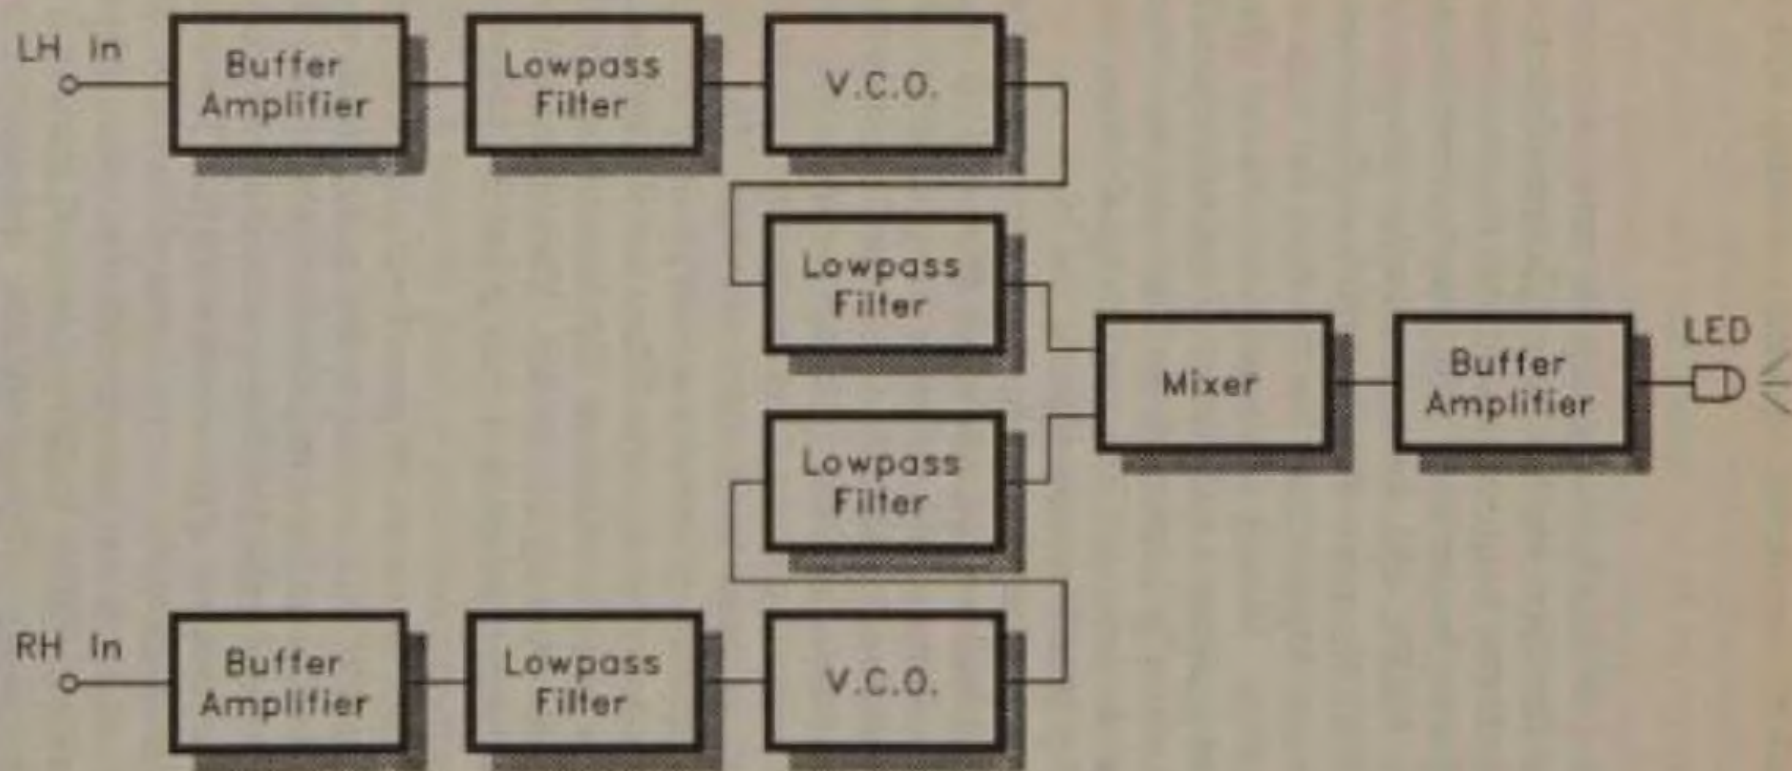 LH In
Buffer
Amplifier
Lowpass
Filter
V.C.O.
Lowpass
Filter
Mixer
Buffer
Amplifier
LED
Lowpass
Filter
RH In
Buffer
Amplifier
Lowpass
Filter
V.C.O.